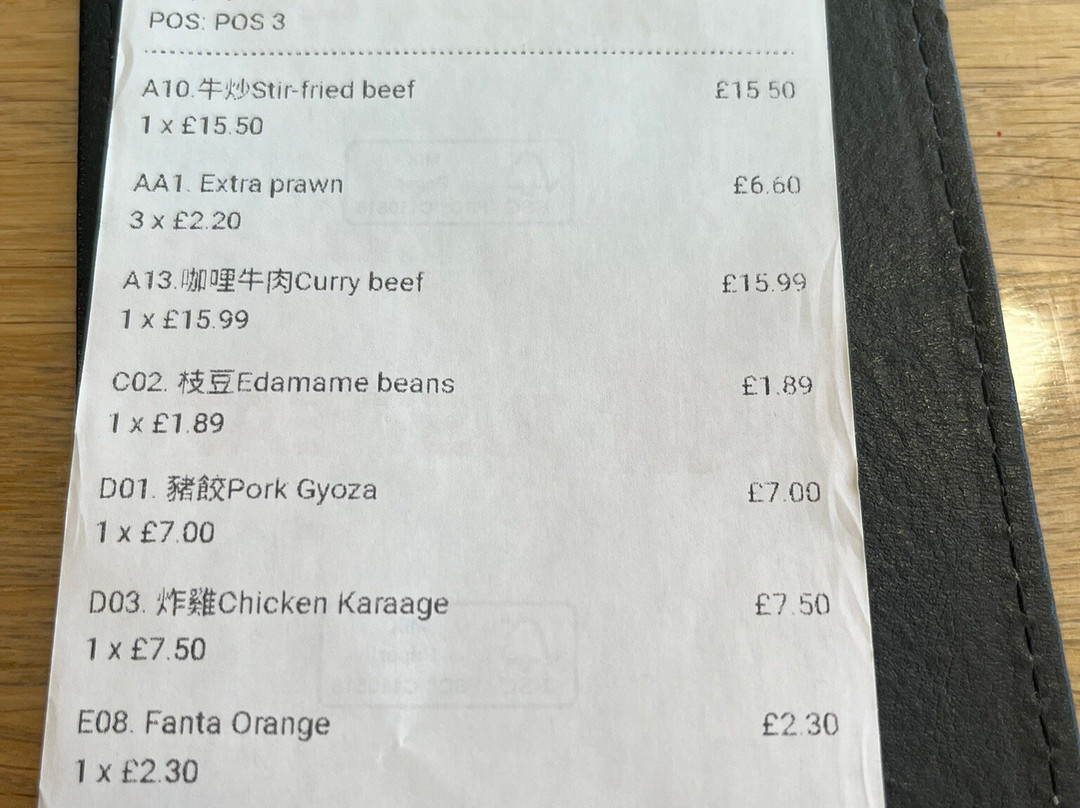 POS: POS 3
A10.牛炒Stir-fried beef £15.50
1 x £15.50
AA1. Extra prawn £6.60
3 x £2.20
A13.咖哩牛肉Curry beef £15.99
1 x £15.99
C02. 枝豆Edamame beans £1.89
1 x £1.89
D01. 豬餃Pork Gyoza £7.00
1 x £7.00
D03. 炸雞Chicken Karaage £7.50
1 x £7.50
E08. Fanta Orange £2.30
1 x £2.30